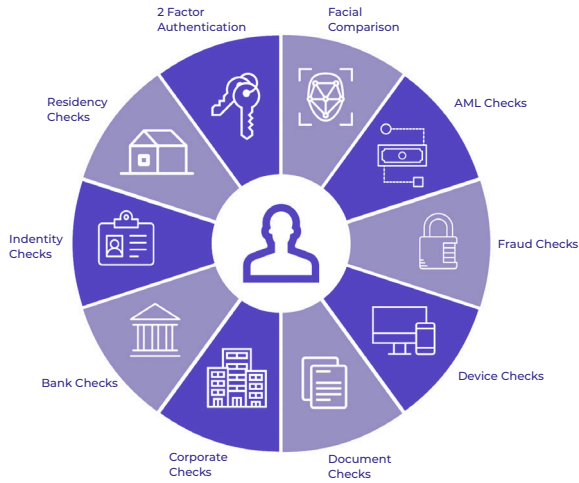 2 Factor
Authentication
Facial
Comparison
Residency
Checks
AML Checks
Indentity
Checks
Fraud Checks
Bank Checks
Device Checks
Corporate
Checks
Document
Checks